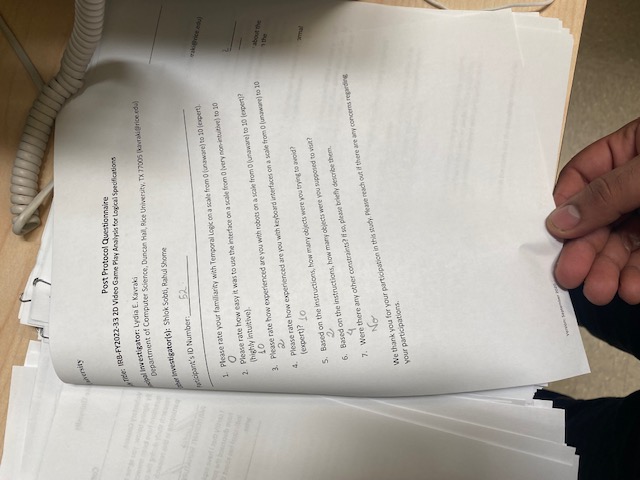 versity
Post Protocol Questionnaire
Title: IRB-FY2022-33 2D Video Game Play Analysis for Logical Specifications
Investigator: Lydia E. Kavraki
Department of Computer Science, Duncan Hall, Rice University, TX 77005 (kavraki@rice.edu)
Investigator(s): Shlok Sobti, Rahul Shome
articipant's ID Number: 52
1. Please rate your familiarity with Temporal Logic on a scale from 0 (unaware) to 10 (expert).
0
2. Please rate how easy it was to use the interface on a scale from 0 (very non-intuitive) to 10
(highly intuitive).
10
3. Please rate how experienced are you with robots on a scale from 0 (unaware) to 10 (expert)?
2
4. Please rate how experienced are you with keyboard interfaces on a scale from 0 (unaware) to 10
(expert)? 10
5. Based on the instructions, how many objects were you trying to avoid?
2
6. Based on the instructions, how many objects were you supposed to visit?
4
7. Were there any other constraints? If so, please briefly describe them.
No
We thank you for your participation in this study. Please reach out if there are any concerns regarding
your participations.
Version: September
about the